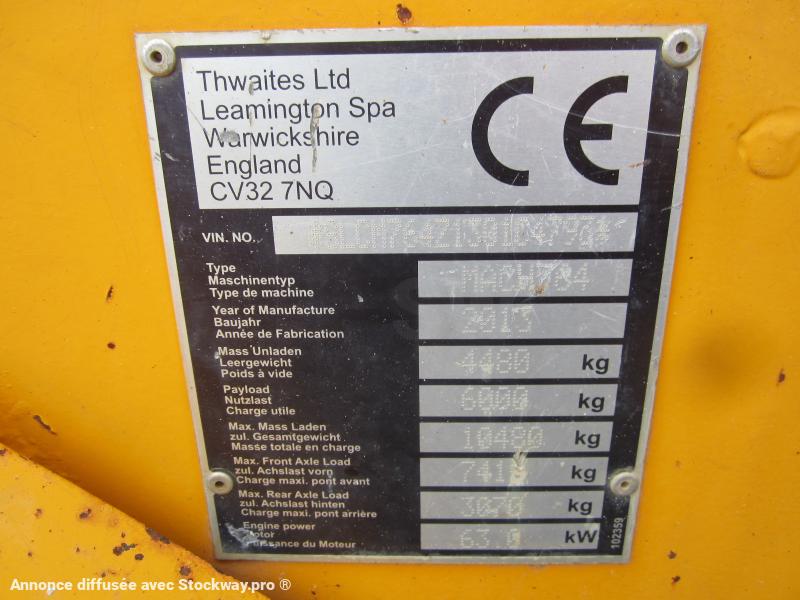 Thwaites Ltd
Leamington Spa
Warwickshire
England
CV32 7NQ
CE
VIN. NO.
Type
Maschinentyp
Type de machine
MACH764
Year of Manufacture
Baujahr
Année de Fabrication
2013
Mass Unladen
Leergewicht
Poids à vide
4480 kg
Payload
Nutzlast
Charge utile
6000 kg
Max. Mass Laden
zul. Gesamtgewicht
Masse totale en charge
10480 kg
Max. Front Axle Load
zul. Achslast vorn
Charge maxi. pont avant
kg
Max. Rear Axle Load
zul. Achslast hinten
Charge maxi. pont arrière
3070 kg
Engine power
Motor
Puissance du Moteur
63.0 kW
102359
Annonce diffusée avec Stockway.pro ®